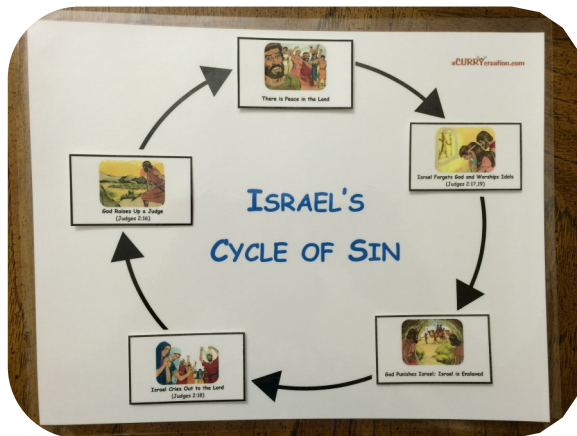 aCURRYcreation.com
There is Peace in the Land
Israel Forgets God and Worships Idols
(Judges 2:17,19)
God Raises Up a Judge
(Judges 2:16)
ISRAEL'S
CYCLE OF SIN
God Punishes Israel: Israel is Enslaved
Israel Cries Out to the Lord
(Judges 2:18)